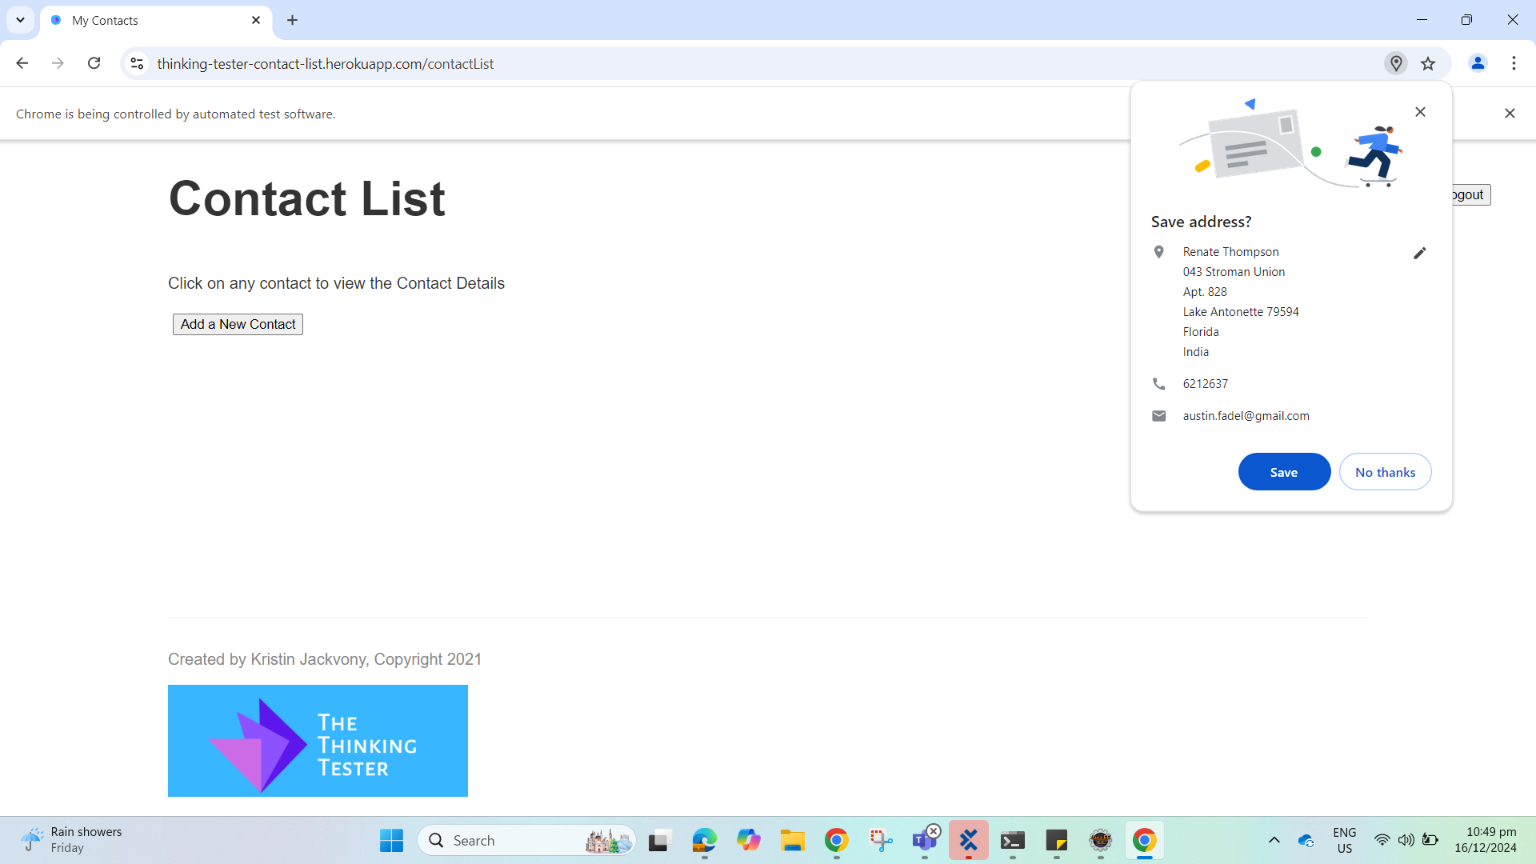 My Contacts
thinking-tester-contact-list.herokuapp.com/contactList
Chrome is being controlled by automated test software.
Contact List
ogout
Click on any contact to view the Contact Details
Add a New Contact
Save address?
Renate Thompson
043 Stroman Union
Apt. 828
Lake Antonette 79594
Florida
India
6212637
austin.fadel@gmail.com
Save
No thanks
Created by Kristin Jackvony, Copyright 2021
THE
THINKING
TESTER
Rain showers
Friday
Search
ENG
US
10:49 pm
16/12/2024